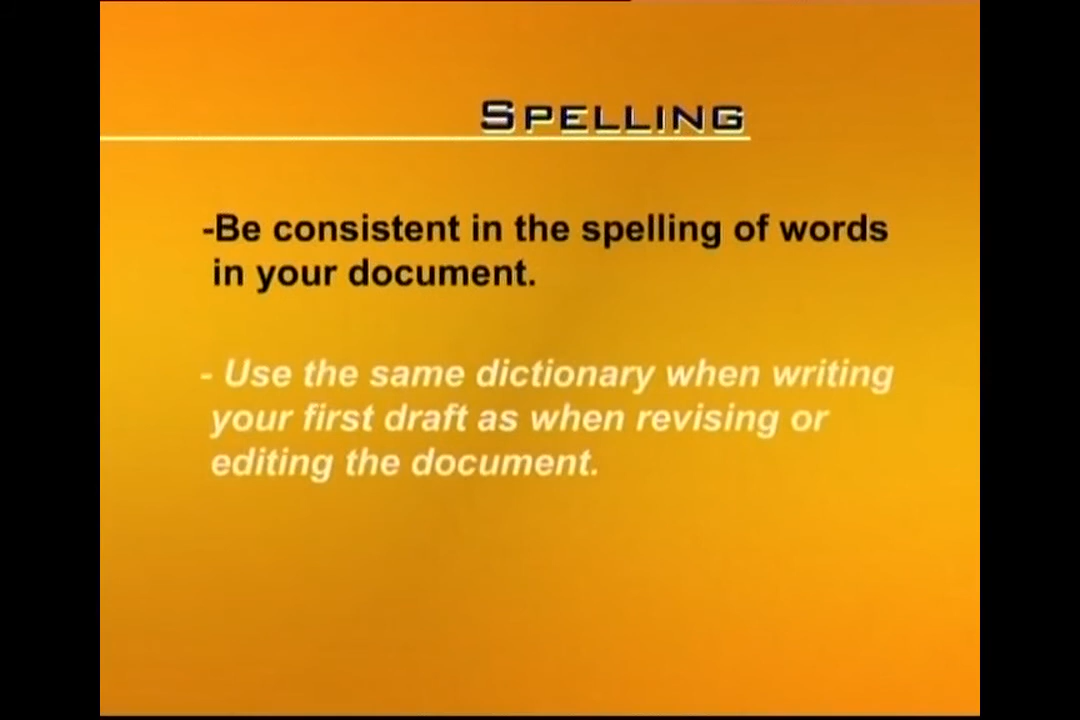 SPELLING
-Be consistent in the spelling of words
in your document.
- Use the same dictionary when writing
your first draft as when revising or
editing the document.